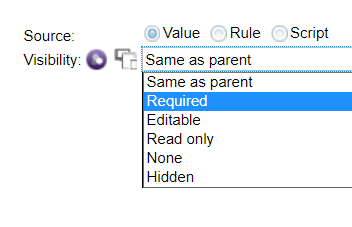 Source: Value Rule Script
Visibility: Same as parent
Same as parent
Required
Editable
Read only
None
Hidden